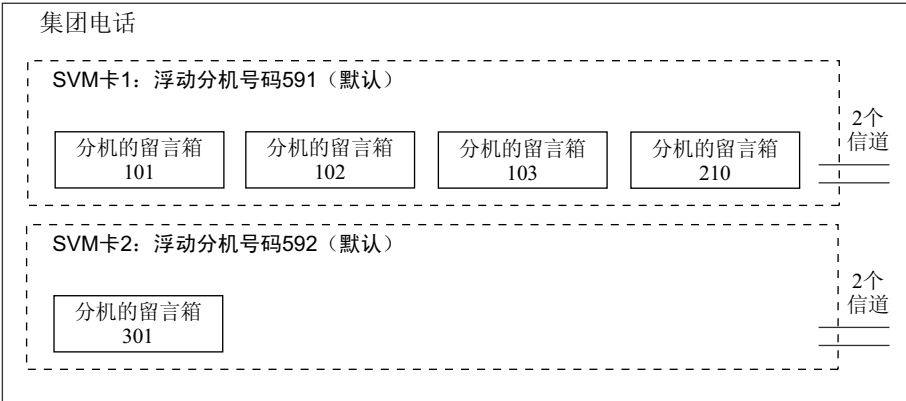 集团电话
SVM卡1：浮动分机号码591（默认）
分机的留言箱
101
分机的留言箱
102
分机的留言箱
103
分机的留言箱
210
2个
信道
SVM卡2：浮动分机号码592（默认）
分机的留言箱
301
2个
信道